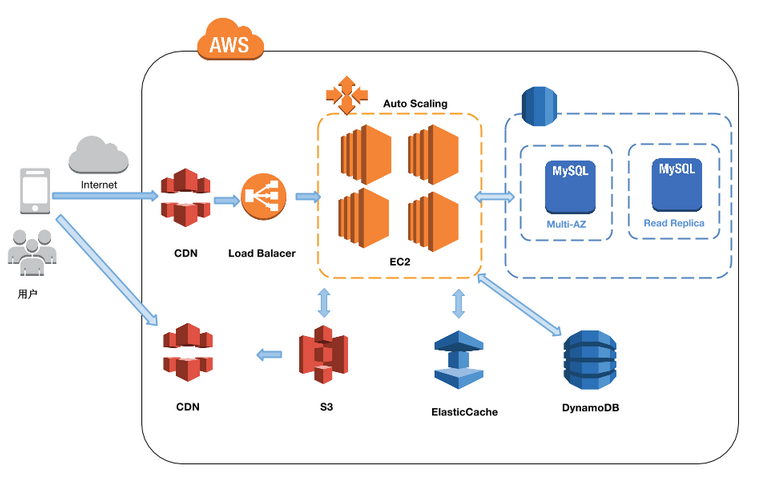 AWS
Auto Scaling
MySQL
MySQL
Internet
Multi-AZ
Read Replica
CDN
Load Balacer
EC2
用户
CDN
S3
ElasticCache
DynamoDB